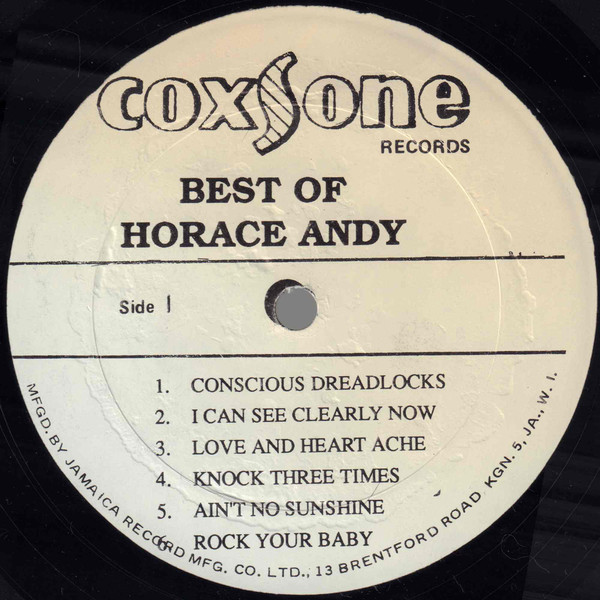 coxsone
RECORDS
BEST OF
HORACE ANDY
Side 1
1. CONSCIOUS DREADLOCKS
2. I CAN SEE CLEARLY NOW
3. LOVE AND HEART ACHE
4. KNOCK THREE TIMES
5. AIN'T NO SUNSHINE
6. ROCK YOUR BABY
MFGD. BY JAMAICA RECORD MFG. CO. LTD., 13 BRENTFORD ROAD KGN. 5, JA., W. I.